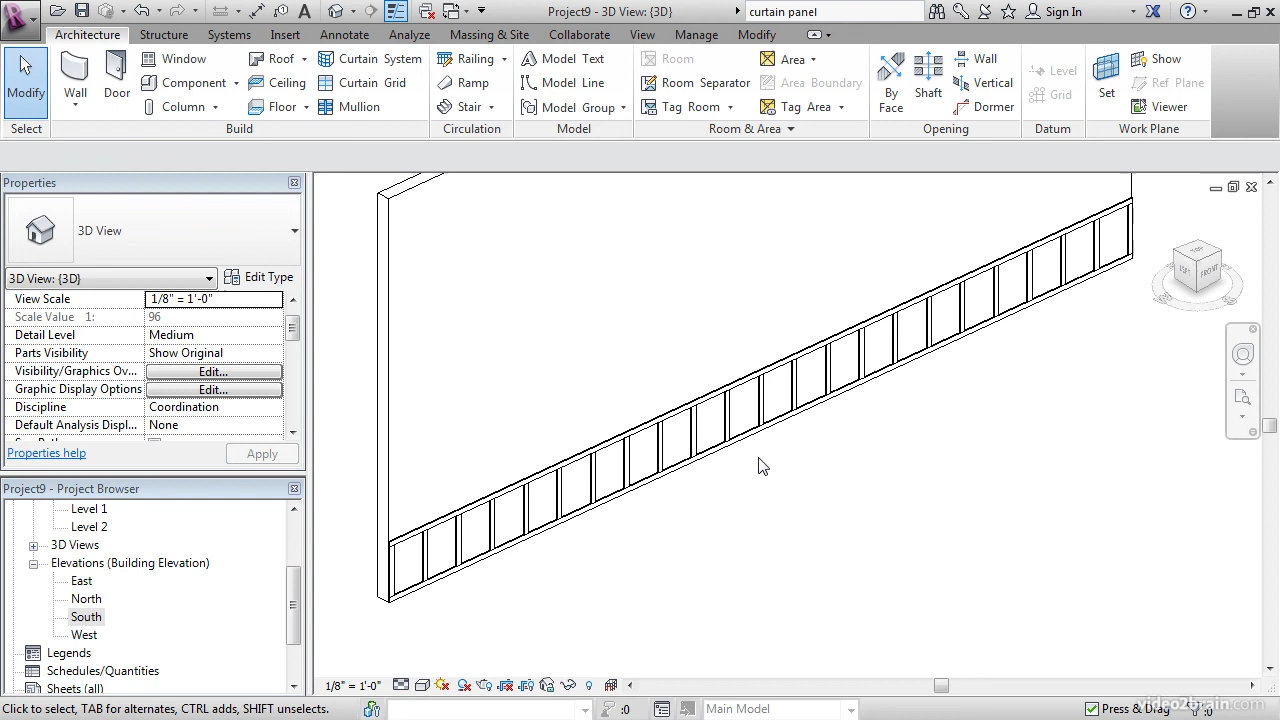 Project9 - 3D View: {3D}
curtain panel
Sign In
Architecture Structure Systems Insert Annotate Analyze Massing & Site Collaborate View Manage Modify
Modify
Wall
Door
Window
Component
Column
Roof
Ceiling
Floor
Curtain System
Curtain Grid
Mullion
Railing
Ramp
Stair
Model Text
Model Line
Model Group
Room
Room Separator
Tag Room
Area
Area Boundary
Tag Area
By
Face
Shaft
Wall
Vertical
Dormer
Level
Grid
Set
Show
Ref Plane
Viewer
Select Build Circulation Model Room & Area Opening Datum Work Plane
Properties
3D View
3D View: {3D} Edit Type
View Scale 1/8" = 1'-0"
Scale Value 1: 96
Detail Level Medium
Parts Visibility Show Original
Visibility/Graphics Ov... Edit...
Graphic Display Options Edit...
Discipline Coordination
Default Analysis Displ... None
Properties help Apply
Project9 - Project Browser
Level 1
Level 2
3D Views
Elevations (Building Elevation)
East
North
South
West
Legends
Schedules/Quantities
Sheets (all)
TOP
LEFT FRONT
1/8" = 1'-0"
Click to select, TAB for alternates, CTRL adds, SHIFT unselects.
:0
Main Model
Press & Drag
:0
video2brain.com